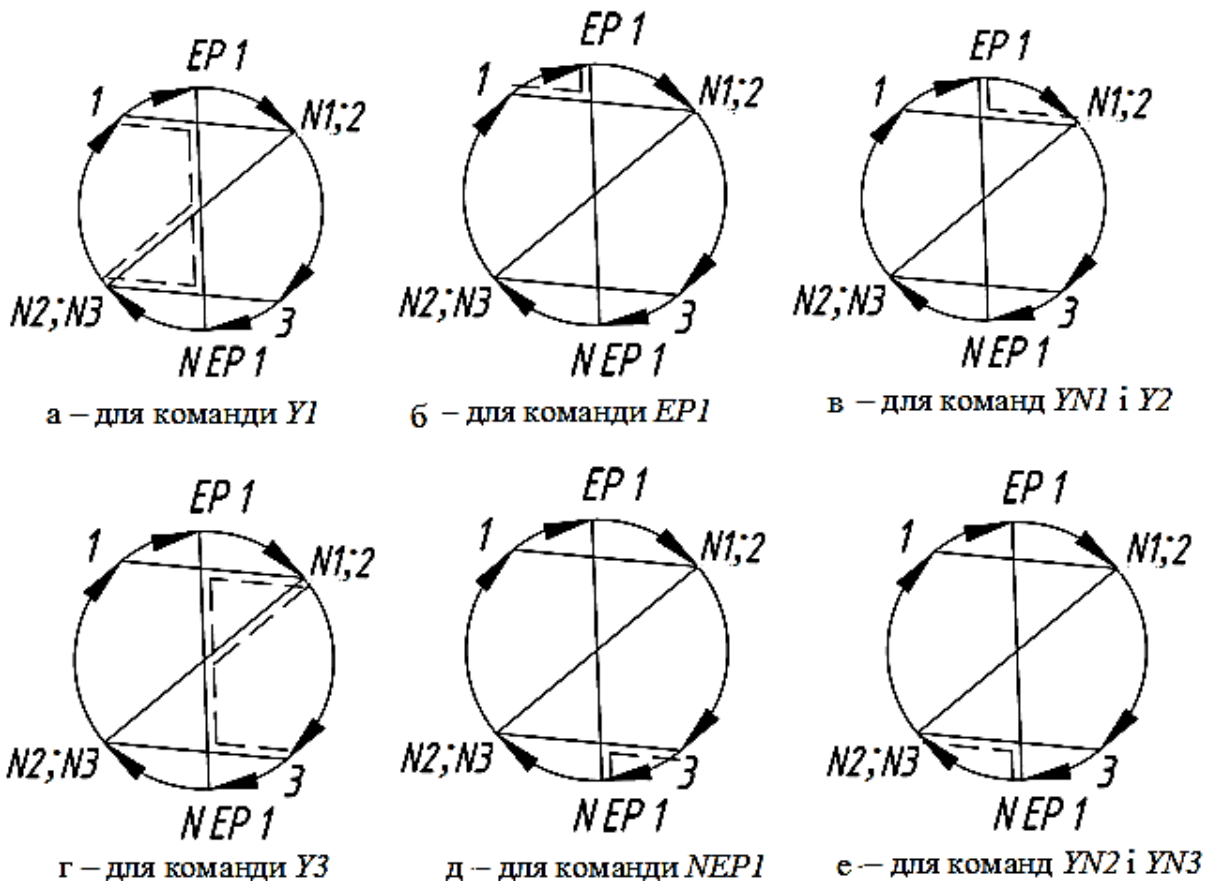 EP 1
EP 1
EP 1
1
N1;2
1
N1;2
1
N1;2
N2;N3
3
N2;N3
3
N2;N3
3
N EP 1
N EP 1
N EP 1
а – для команди Y1
б – для команди EP1
в – для команд YN1 і Y2
EP 1
EP 1
EP 1
1
N1;2
1
N1;2
1
N1;2
N2;N3
3
N2;N3
3
N2;N3
3
N EP 1
N EP 1
N EP 1
г – для команди Y3
д – для команди NEP1
е – для команд YN2 і YN3